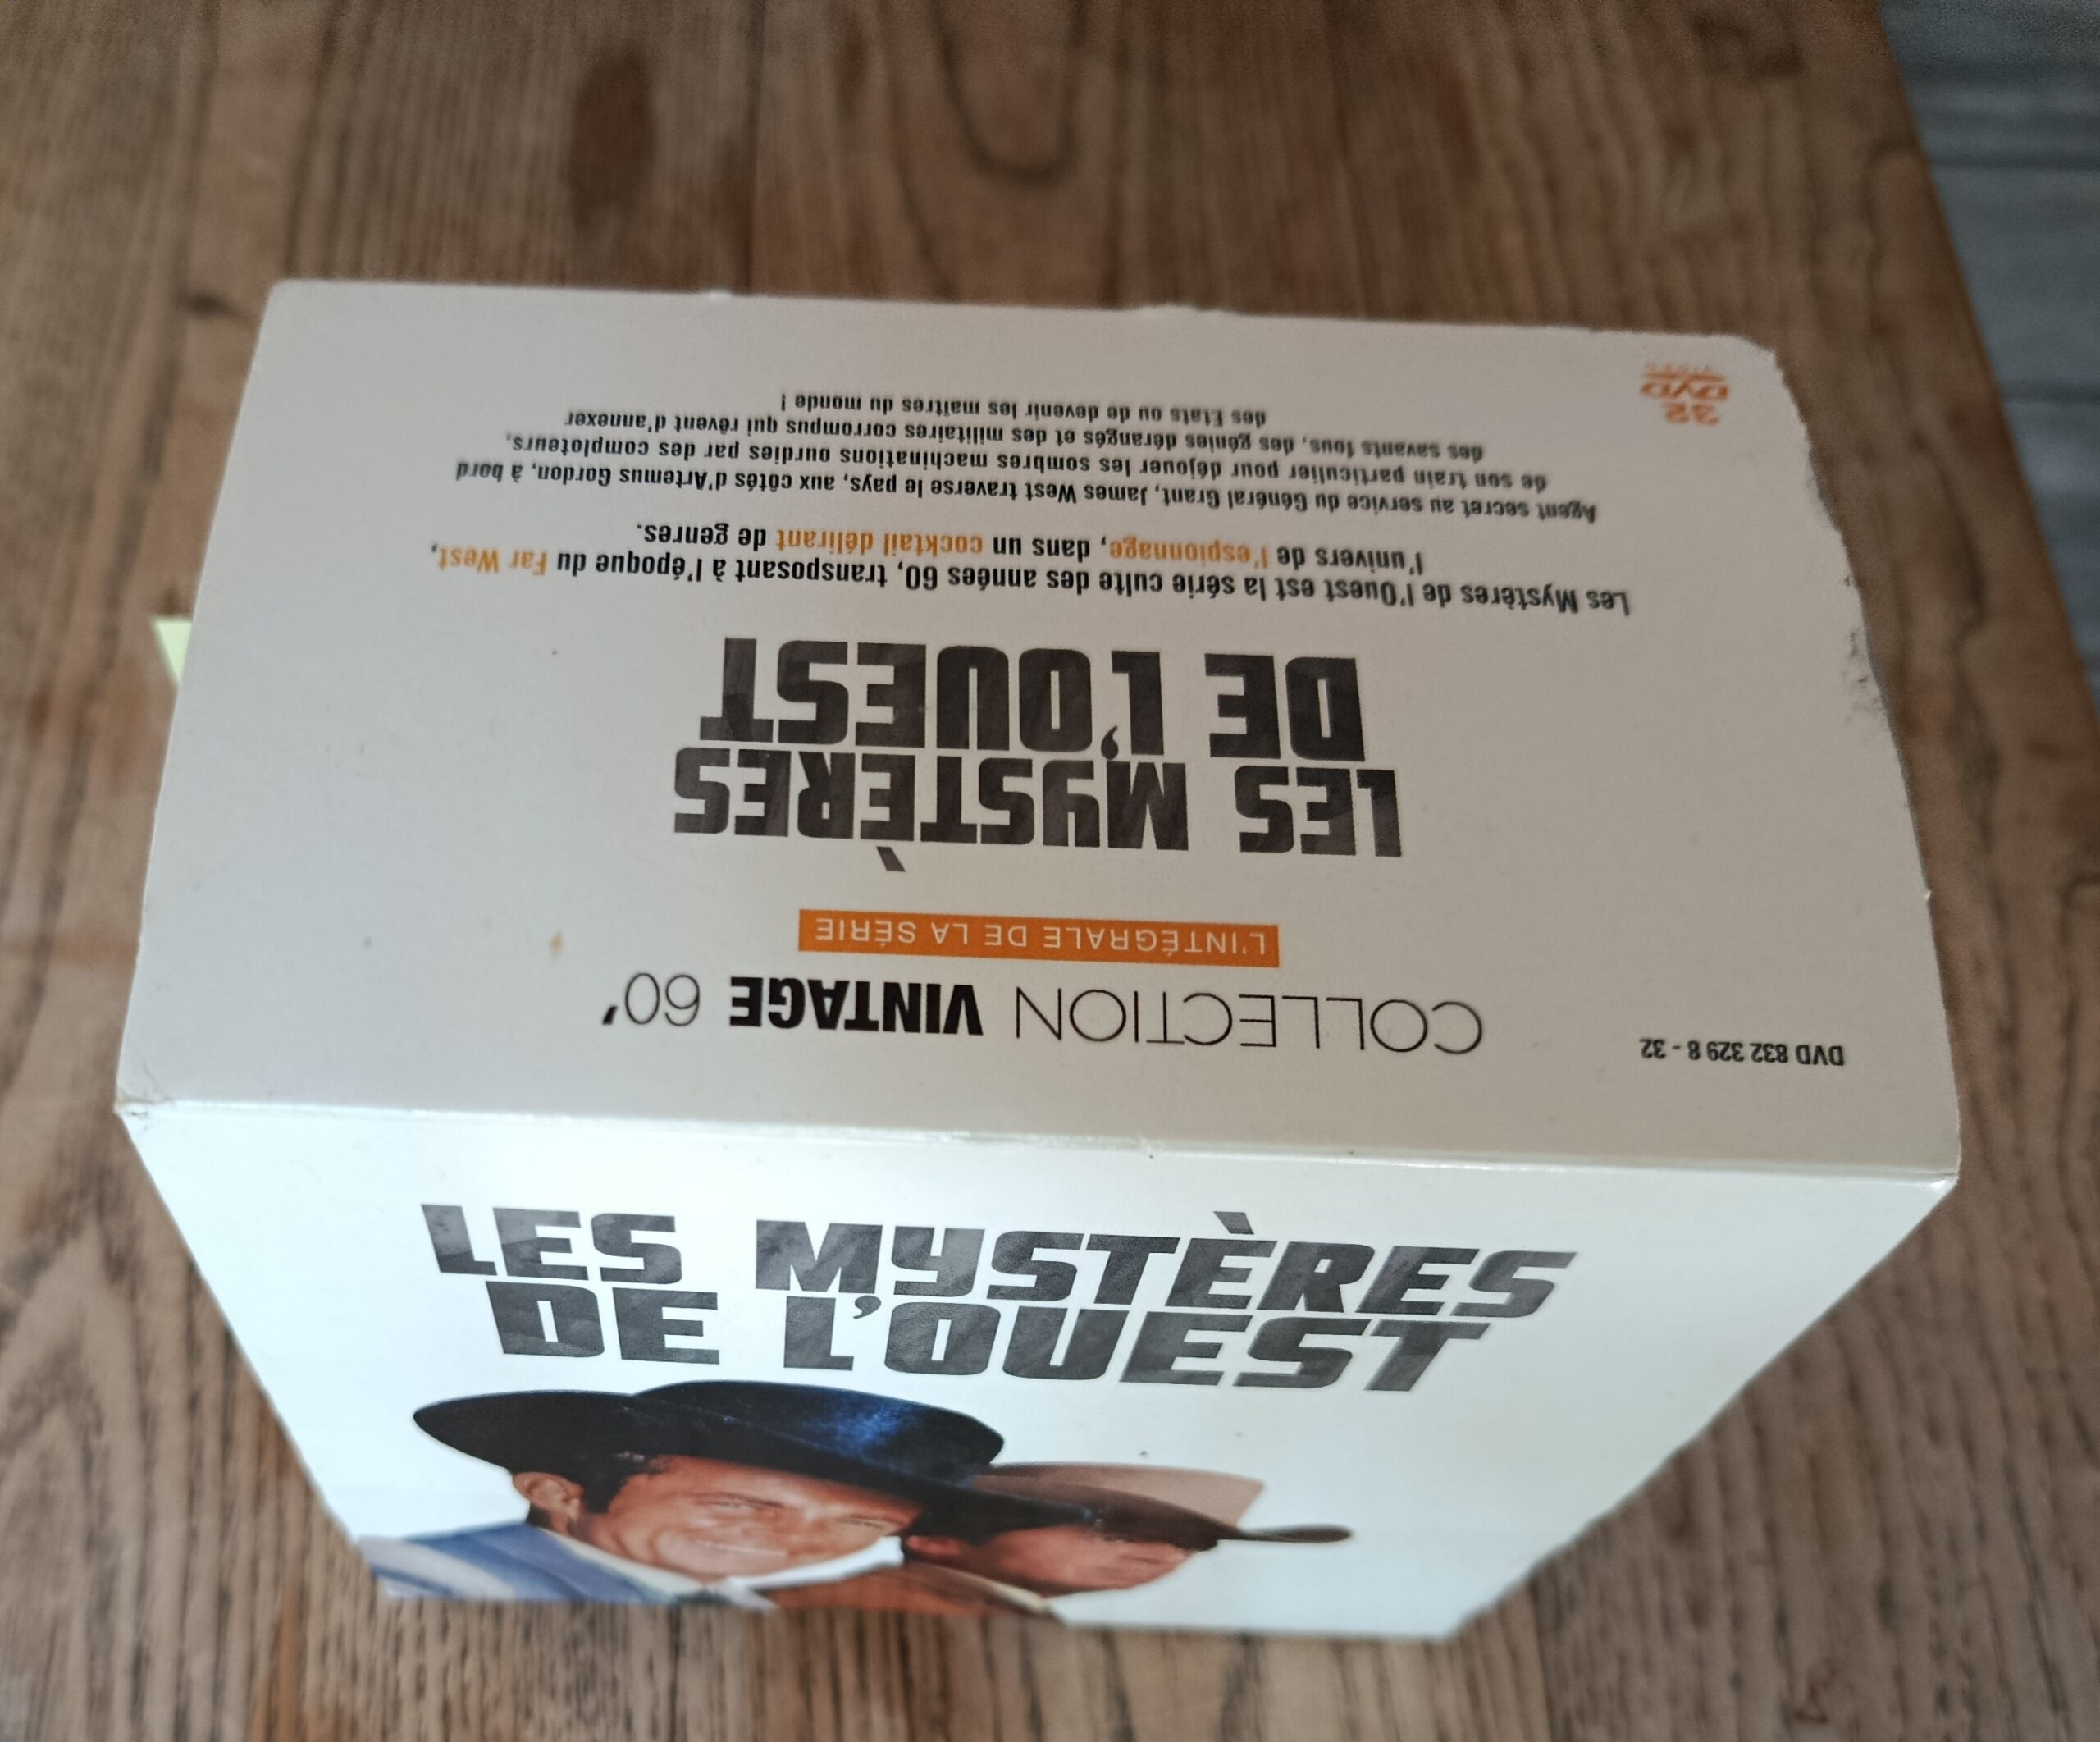 DVD 832 329 8 - 32
COLLECTION VINTAGE 60'
L'INTÉGRALE DE LA SÉRIE
LES MYSTÈRES
DE L'OUEST
Les Mystères de l'Ouest est la série culte des années 60, transposant à l'époque du Far West,
l'univers de l'espionnage, dans un cocktail délirant de genres.
Agent secret au service du Général Grant, James West traverse le pays, aux côtés d'Artemus Gordon, à bord
de son train particulier pour déjouer les sombres machinations ourdies par des comploteurs,
des savants fous, des génies dérangés et des militaires corrompus qui rêvent d'annexer
des Etats ou de devenir les maîtres du monde !
32
DVD
VIDEO
LES MYSTÈRES
DE L'OUEST